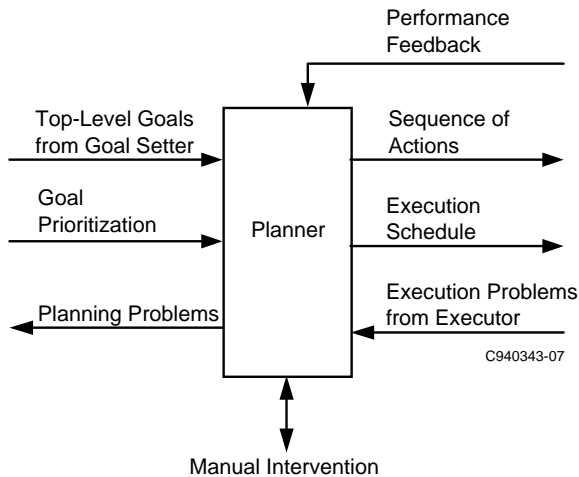 Performance
Feedback
Top-Level Goals
from Goal Setter
Sequence of
Actions
Goal
Prioritization
Planner
Execution
Schedule
Planning Problems
Execution Problems
from Executor
C940343-07
Manual Intervention